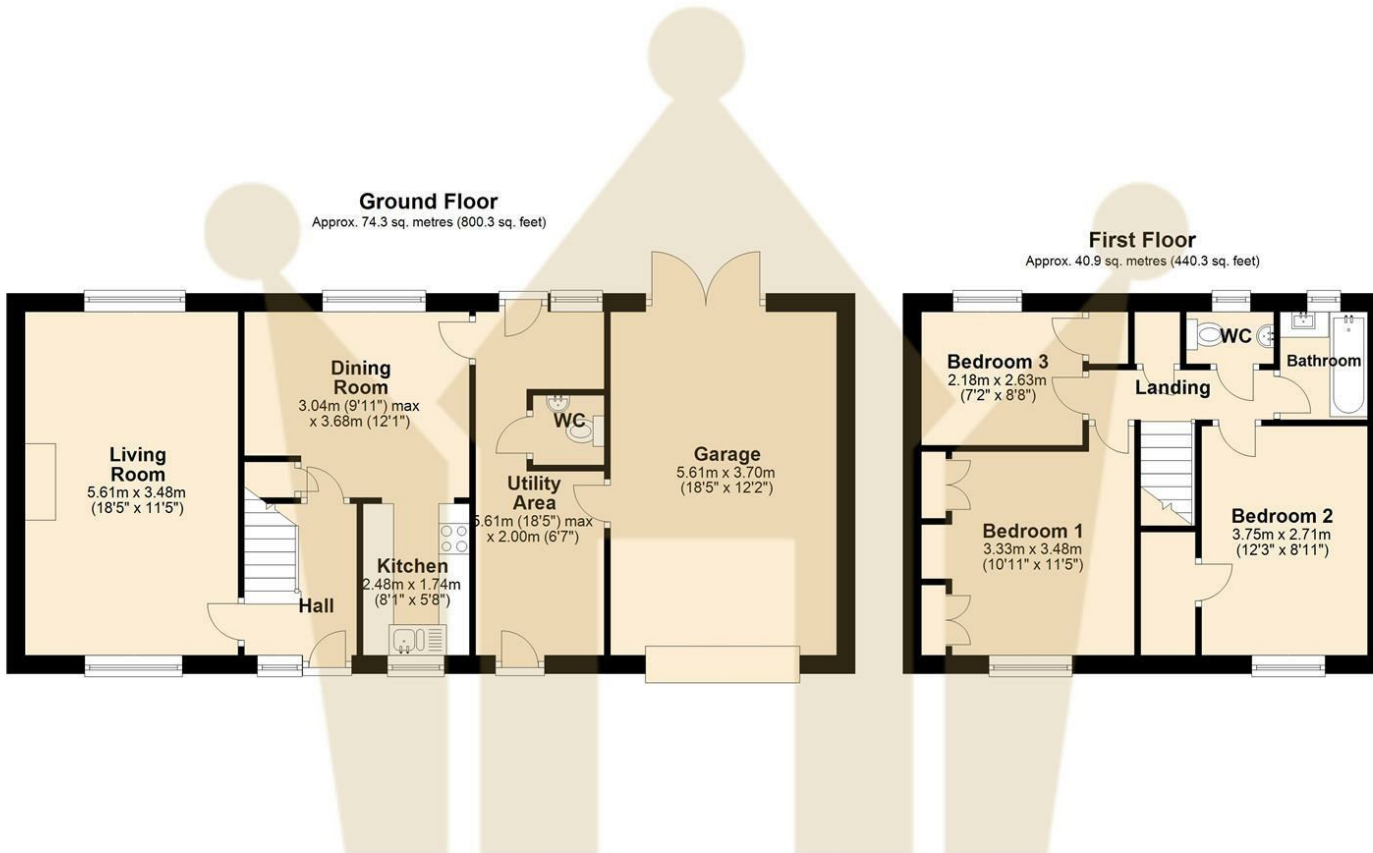 Ground Floor
Approx. 74.3 sq. metres (800.3 sq. feet)
Living
Room
5.61m x 3.48m
(18'5" x 11'5")
Dining
Room
3.04m (9'11") max
x 3.68m (12'1")
Hall
Kitchen
2.48m x 1.74m
(8'1" x 5'8")
WC
Utility
Area
5.61m (18'5") max
x 2.00m (6'7")
Garage
5.61m x 3.70m
(18'5" x 12'2")
First Floor
Approx. 40.9 sq. metres (440.3 sq. feet)
Bedroom 3
2.18m x 2.63m
(7'2" x 8'8")
Landing
WC
Bathroom
Bedroom 1
3.33m x 3.48m
(10'11" x 11'5")
Bedroom 2
3.75m x 2.71m
(12'3" x 8'11")